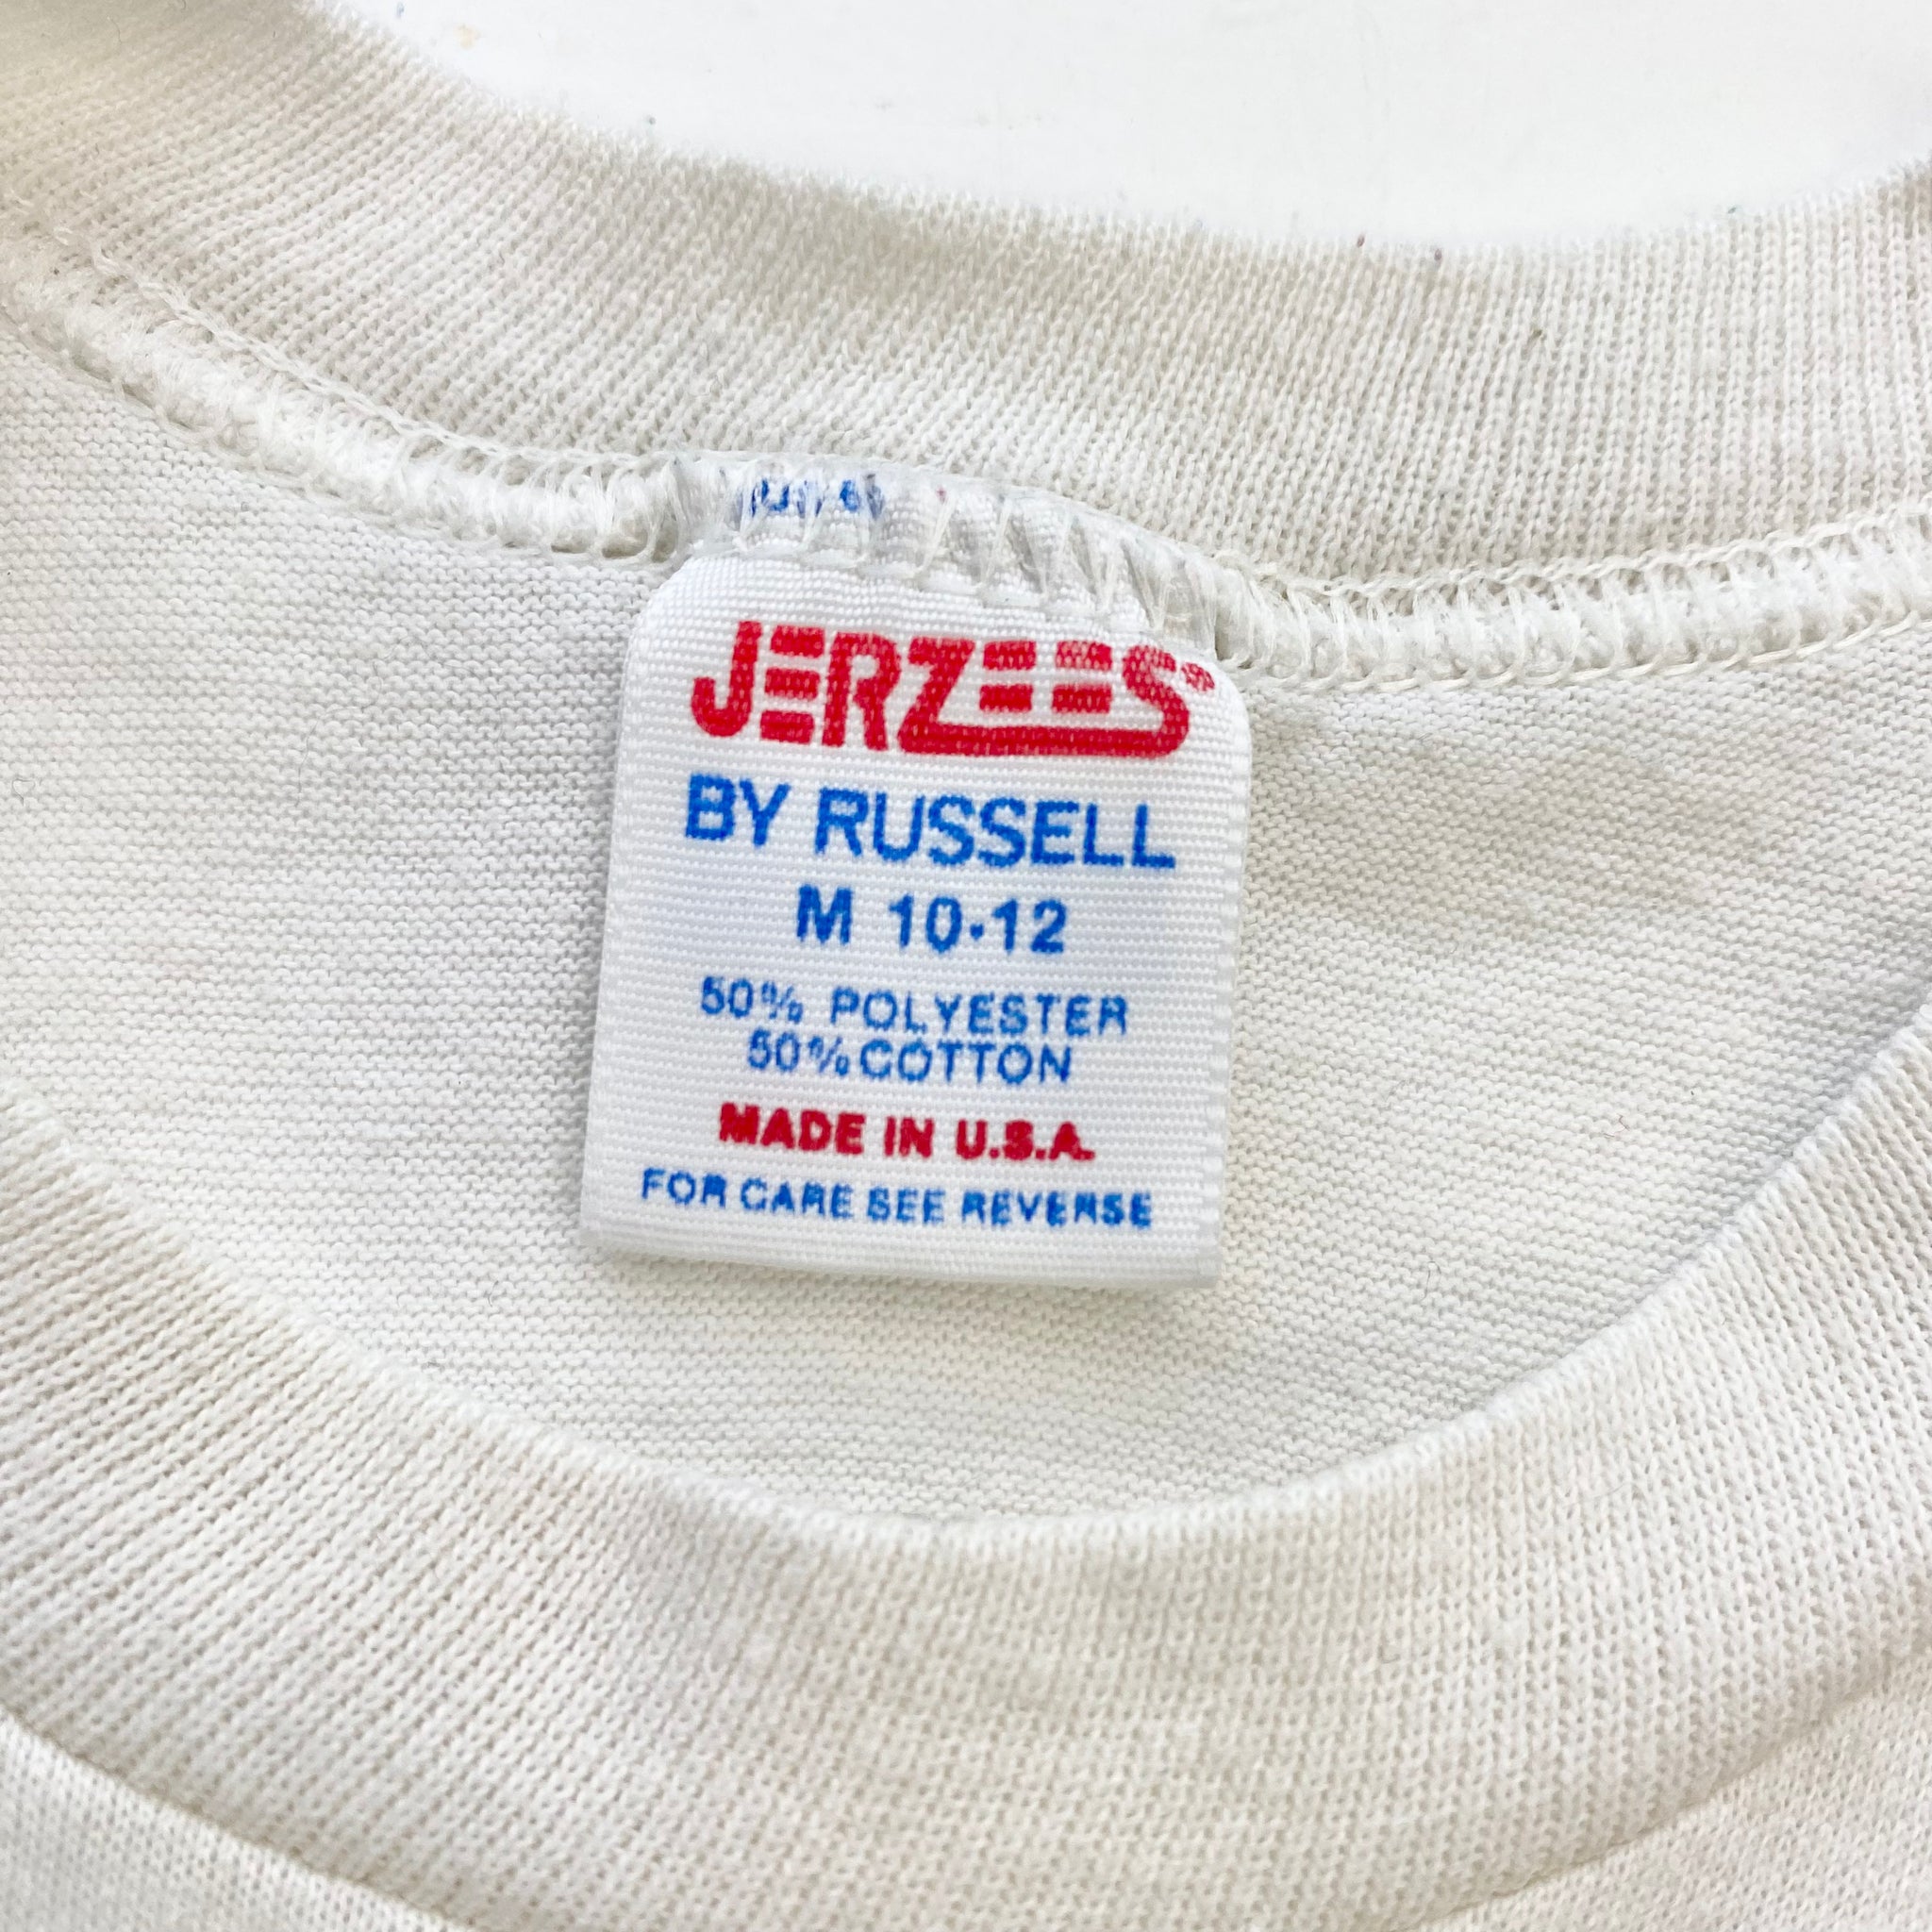 JERZEES®
BY RUSSELL
M 10-12
50% POLYESTER
50% COTTON
MADE IN U.S.A.
FOR CARE SEE REVERSE